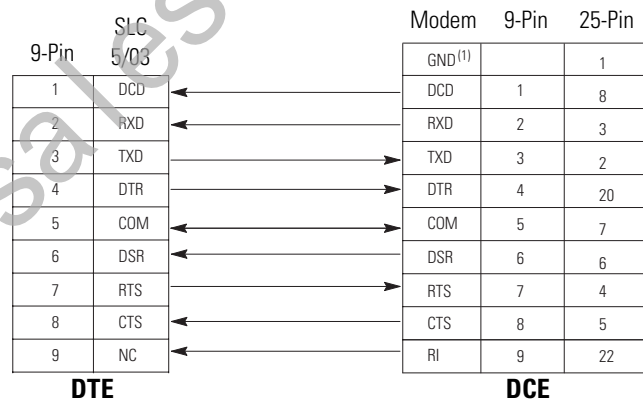 SLC
9-Pin 5/03
Modem 9-Pin 25-Pin
GND(1) 1
1 DCD DCD 1 8
2 RXD RXD 2 3
3 TXD TXD 3 2
4 DTR DTR 4 20
5 COM COM 5 7
6 DSR DSR 6 6
7 RTS RTS 7 4
8 CTS CTS 8 5
9 NC RI 9 22
DTE DCE
sales